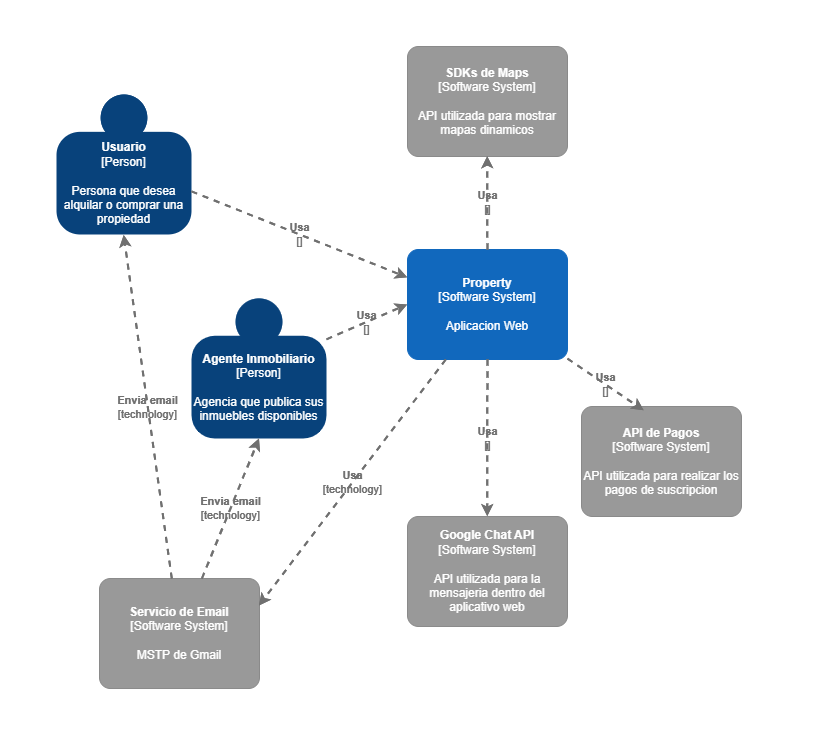 SDKs de Maps
[Software System]
API utilizada para mostrar
mapas dinamicos
Usuario
[Person]
Persona que desea
alquilar o comprar una
propiedad
Usa
[]
Usa
[]
Property
[Software System]
Aplicacion Web
Agente Inmobiliario
[Person]
Agencia que publica sus
inmuebles disponibles
Usa
[]
Usa
[]
Envia email
[technology]
API de Pagos
[Software System]
API utilizada para realizar los
pagos de suscripcion
Usa
[]
Usa
[technology]
Envia email
[technology]
Google Chat API
[Software System]
API utilizada para la
mensajeria dentro del
aplicativo web
Servicio de Email
[Software System]
MSTP de Gmail